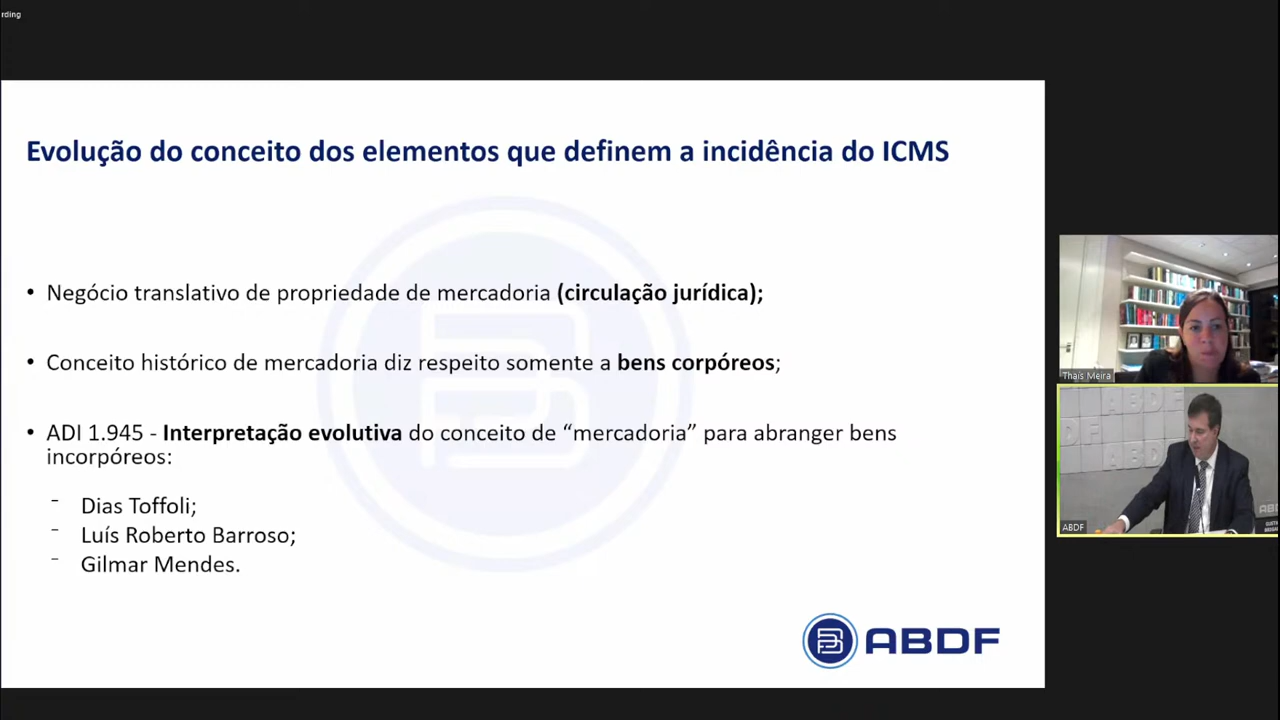 rding
Evolução do conceito dos elementos que definem a incidência do ICMS
• Negócio translativo de propriedade de mercadoria (circulação jurídica);
• Conceito histórico de mercadoria diz respeito somente a bens corpóreos;
• ADI 1.945 - Interpretação evolutiva do conceito de “mercadoria” para abranger bens
incorpóreos:
- Dias Toffoli;
- Luís Roberto Barroso;
- Gilmar Mendes.
ABDF
Thaís Meira
ABDF